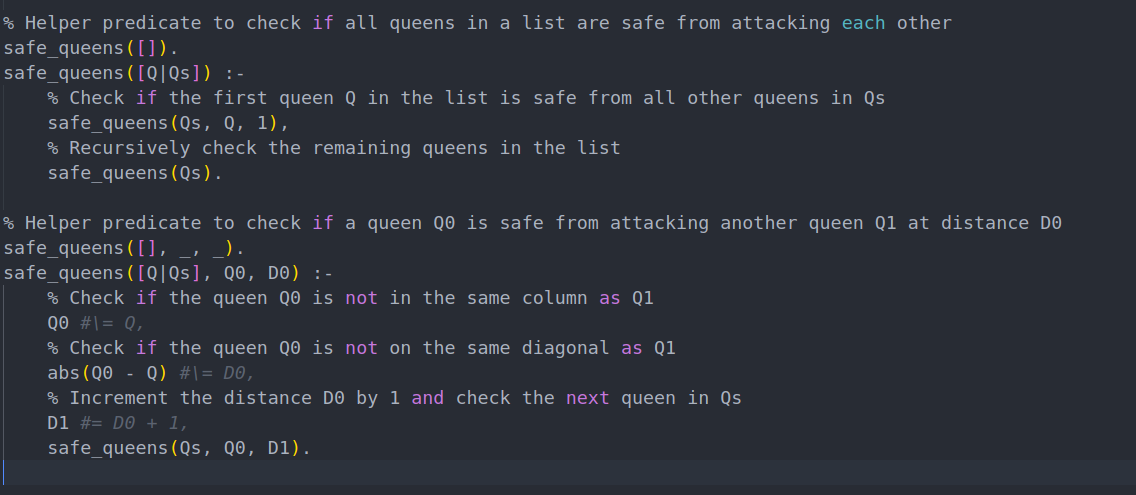 % Helper predicate to check if all queens in a list are safe from attacking each other
safe_queens([]).
safe_queens([Q|Qs]) :-
    % Check if the first queen Q in the list is safe from all other queens in Qs
    safe_queens(Qs, Q, 1),
    % Recursively check the remaining queens in the list
    safe_queens(Qs).

% Helper predicate to check if a queen Q0 is safe from attacking another queen Q1 at distance D0
safe_queens([], _, _).
safe_queens([Q|Qs], Q0, D0) :-
    % Check if the queen Q0 is not in the same column as Q1
    Q0 #\= Q,
    % Check if the queen Q0 is not on the same diagonal as Q1
    abs(Q0 - Q) #\= D0,
    % Increment the distance D0 by 1 and check the next queen in Qs
    D1 #= D0 + 1,
    safe_queens(Qs, Q0, D1).